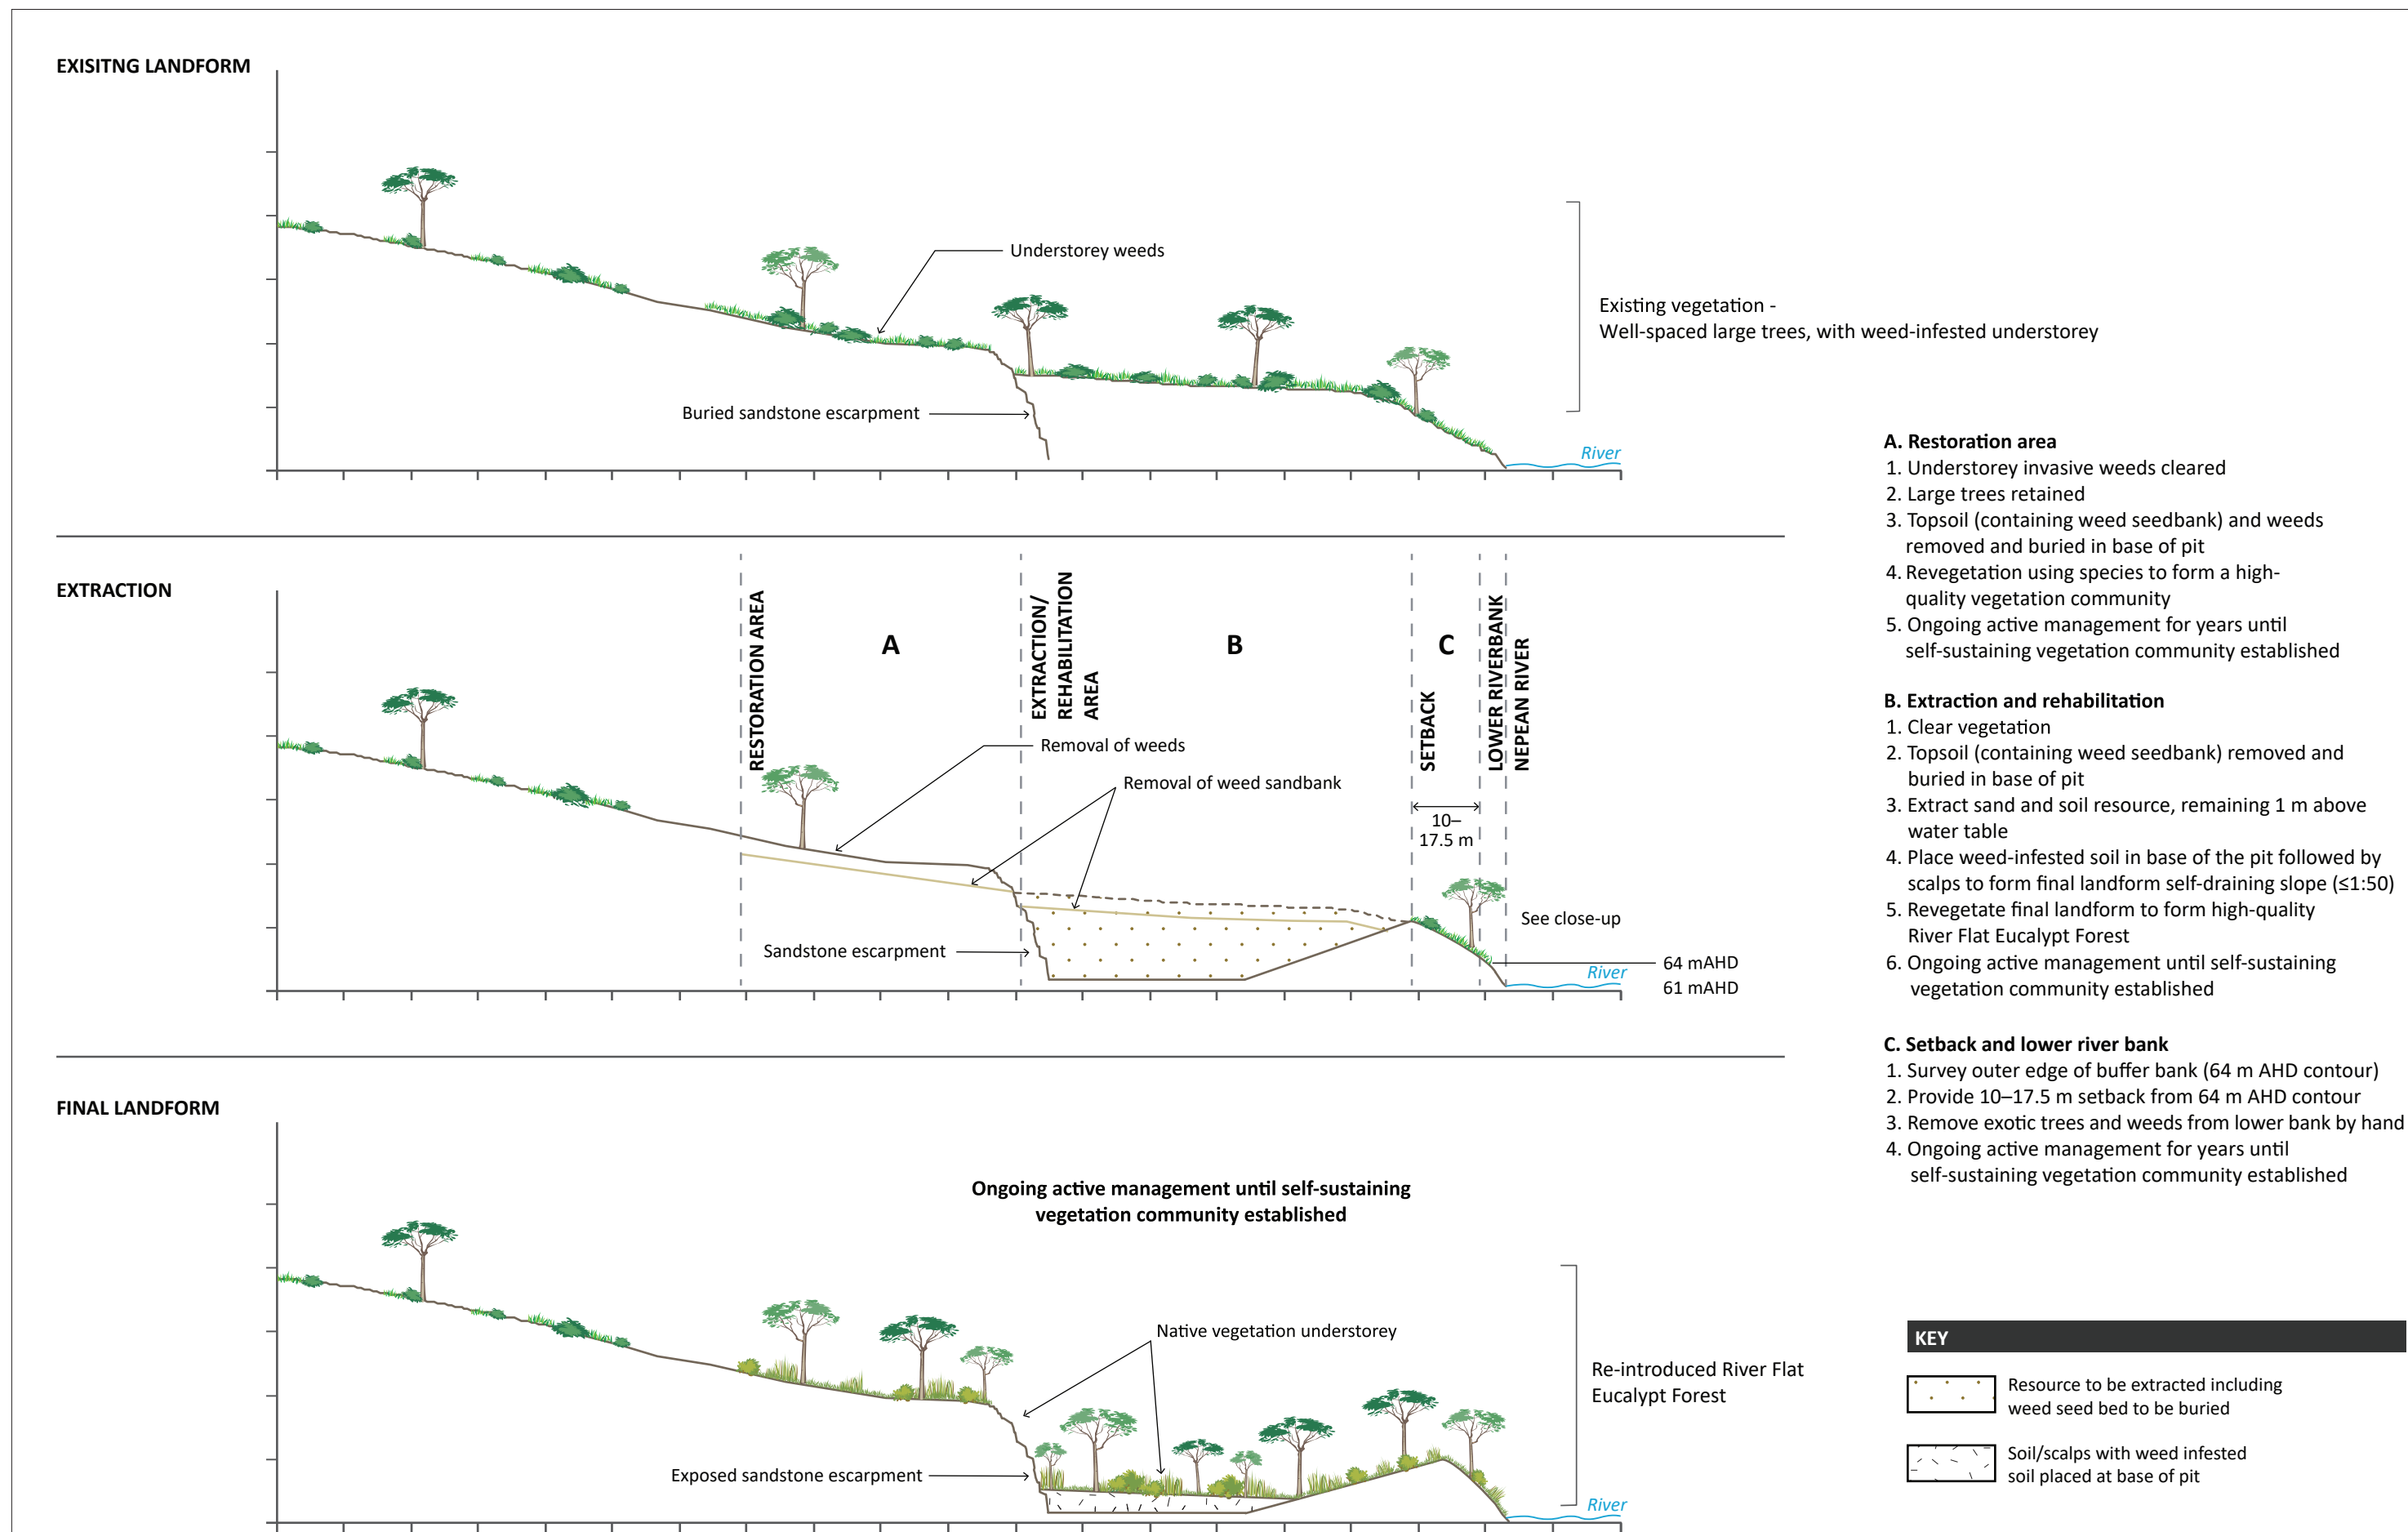 EXISITNG LANDFORM
Understorey weeds
Existing vegetation -
Well-spaced large trees, with weed-infested understorey
Buried sandstone escarpment
River
EXTRACTION
RESTORATION AREA
A
EXTRACTION/
REHABILITATION
AREA
B
SETBACK
C
LOWER RIVERBANK
NEPEAN RIVER
Removal of weeds
Removal of weed sandbank
10–
17.5 m
See close-up
Sandstone escarpment
64 mAHD
River
61 mAHD
FINAL LANDFORM
Ongoing active management until self-sustaining
vegetation community established
Native vegetation understorey
Re-introduced River Flat
Eucalypt Forest
Exposed sandstone escarpment
River
A. Restoration area
1. Understorey invasive weeds cleared
2. Large trees retained
3. Topsoil (containing weed seedbank) and weeds
removed and buried in base of pit
4. Revegetation using species to form a high-
quality vegetation community
5. Ongoing active management for years until
self-sustaining vegetation community established
B. Extraction and rehabilitation
1. Clear vegetation
2. Topsoil (containing weed seedbank) removed and
buried in base of pit
3. Extract sand and soil resource, remaining 1 m above
water table
4. Place weed-infested soil in base of the pit followed by
scalps to form final landform self-draining slope (≤1:50)
5. Revegetate final landform to form high-quality
River Flat Eucalypt Forest
6. Ongoing active management until self-sustaining
vegetation community established
C. Setback and lower river bank
1. Survey outer edge of buffer bank (64 m AHD contour)
2. Provide 10–17.5 m setback from 64 m AHD contour
3. Remove exotic trees and weeds from lower bank by hand
4. Ongoing active management for years until
self-sustaining vegetation community established
KEY
Resource to be extracted including
weed seed bed to be buried
Soil/scalps with weed infested
soil placed at base of pit